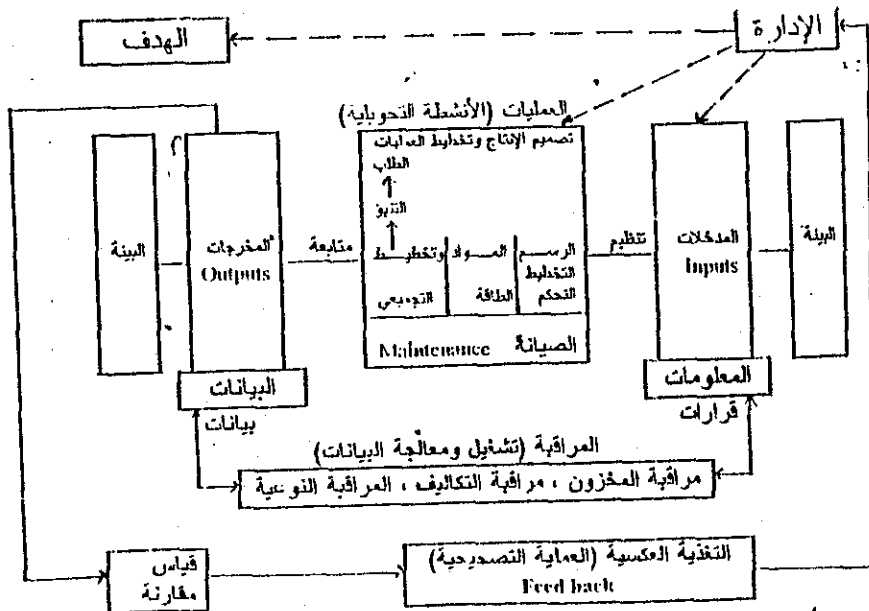 الإدارة
الهدف
العمليات (الأنشطة التحويلية)
تصميم الإنتاج وتخطيط العمليات
الطلب
التنبؤ
الرسم
التخطيط
التحكم
المواد
الطاقة
وتخطيط
التجميعي
الصيانة Maintenance
البيئة
المدخلات
Inputs
تنظيم
متابعة
المخرجات
Outputs
البيئة
المعلومات
قرارات
البيانات
بيانات
المراقبة (تشغيل ومعالجة البيانات)
مراقبة المخزون ، مراقبة التكاليف ، المراقبة النوعية
التغذية العكسية (العملية التصحيحية)
Feed back
قياس
مقارنة